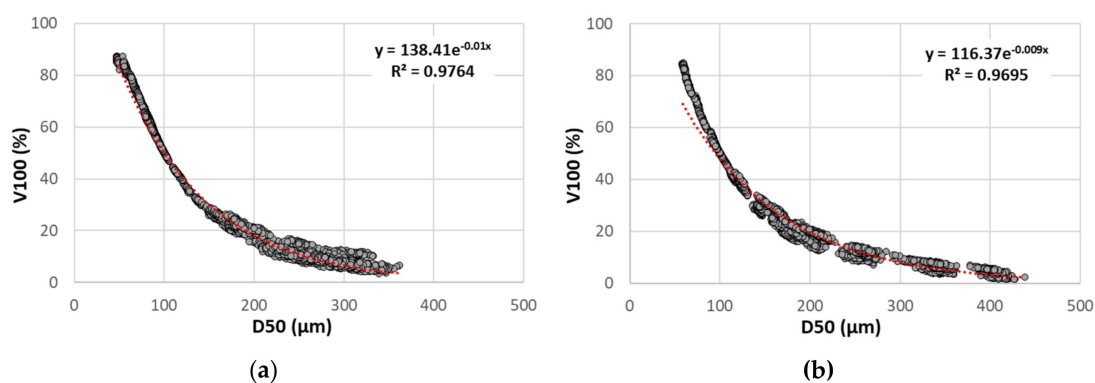 100
80
60
40
20
0
V100 (%)
y = 138.41e^-0.01x
R² = 0.9764
0 100 200 300 400 500
D50 (µm)
(a)
100
80
60
40
20
0
V100 (%)
y = 116.37e^-0.009x
R² = 0.9695
0 100 200 300 400 500
D50 (µm)
(b)